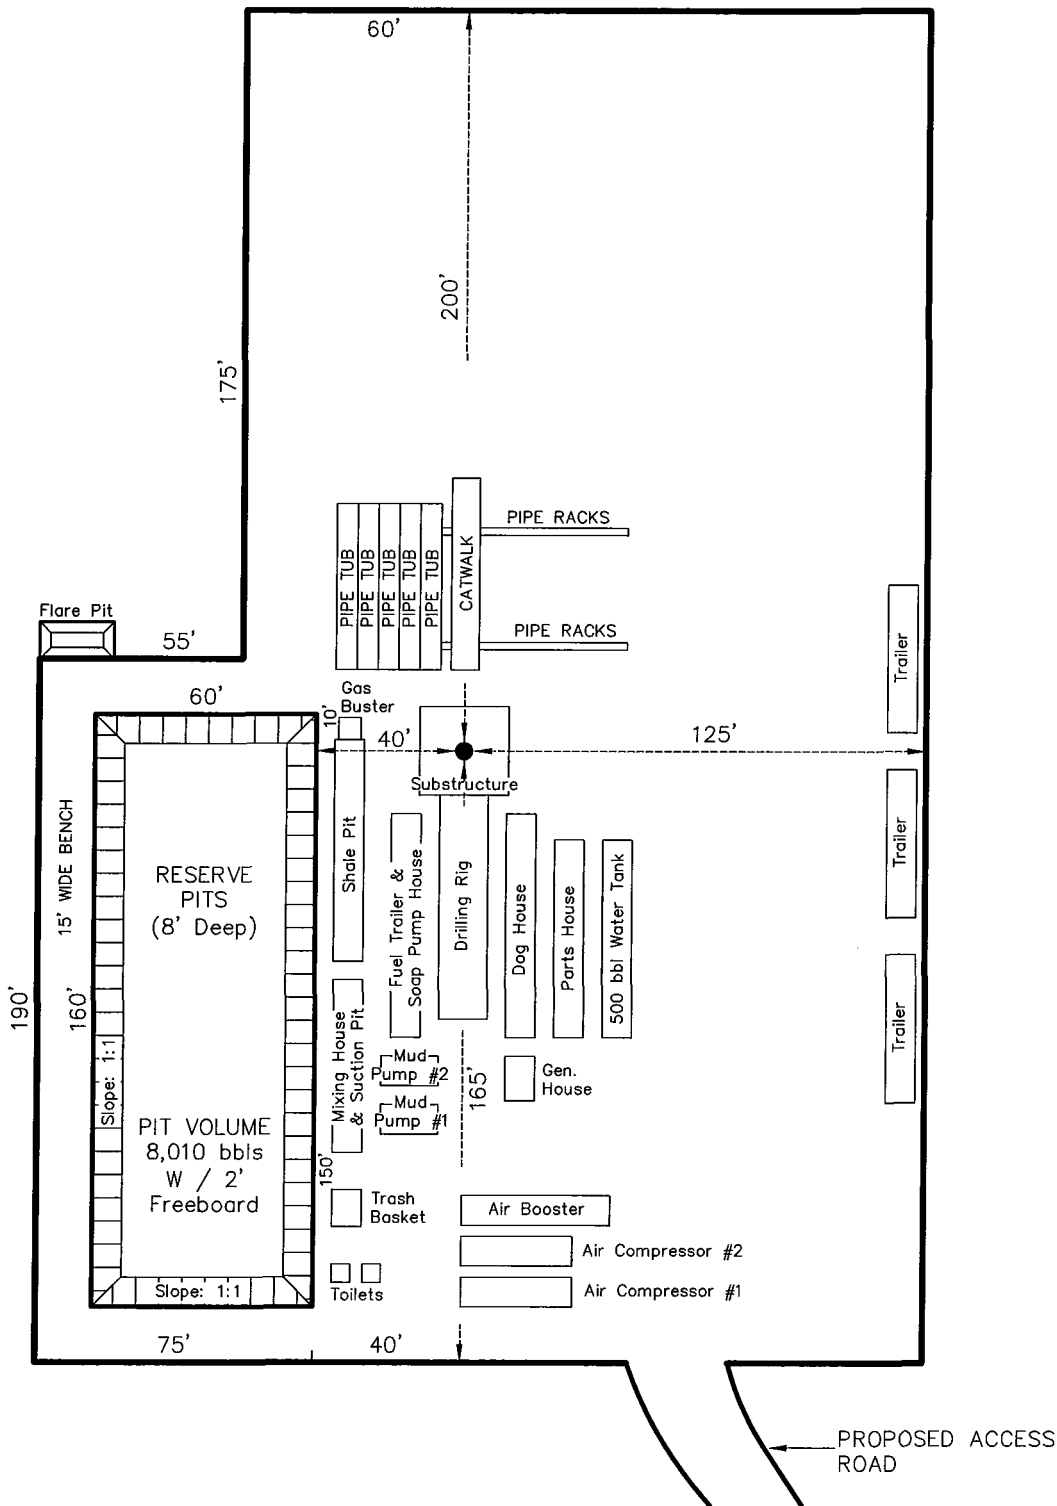 60'
200'
175'
PIPE TUB
PIPE TUB
PIPE TUB
PIPE TUB
PIPE TUB
CATWALK
PIPE RACKS
PIPE RACKS
Trailer
Flare Pit
55'
60'
Gas
Buster
10'
40'
125'
Substructure
15' WIDE BENCH
RESERVE
PITS
(8' Deep)
Shale Pit
Fuel Trailer &
Soap Pump House
Drilling Rig
Dog House
Parts House
500 bbl Water Tank
Trailer
190'
160'
Slope: 1:1
Mixing House
& Suction Pit
Mud
Pump #2
Mud
Pump #1
165'
Gen.
House
Trailer
PIT VOLUME
8,010 bbls
W / 2'
Freeboard
150'
Trash
Basket
Air Booster
Air Compressor #2
Toilets
Air Compressor #1
Slope: 1:1
75'
40'
PROPOSED ACCESS
ROAD